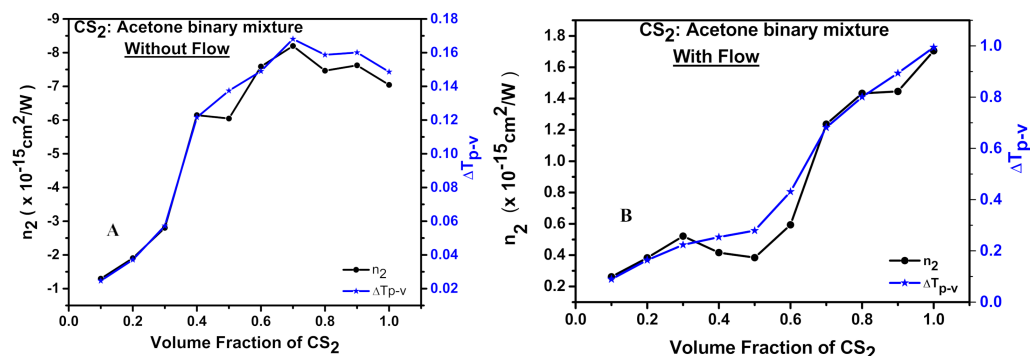 CS2: Acetone binary mixture
Without Flow
n2 ( x 10-15cm2/W)
-9
-8
-7
-6
-5
-4
-3
-2
-1
0.18
0.16
0.14
0.12
0.10
0.08
0.06
0.04
0.02
ΔTp-v
A
n2
ΔTp-v
0.0 0.2 0.4 0.6 0.8 1.0
Volume Fraction of CS2
CS2: Acetone binary mixture
With Flow
n2 (x 10-15cm2/W)
1.8
1.6
1.4
1.2
1.0
0.8
0.6
0.4
0.2
1.0
0.8
0.6
0.4
0.2
0.0
ΔTp-v
B
n2
ΔTp-v
0.0 0.2 0.4 0.6 0.8 1.0
Volume Fraction of CS2